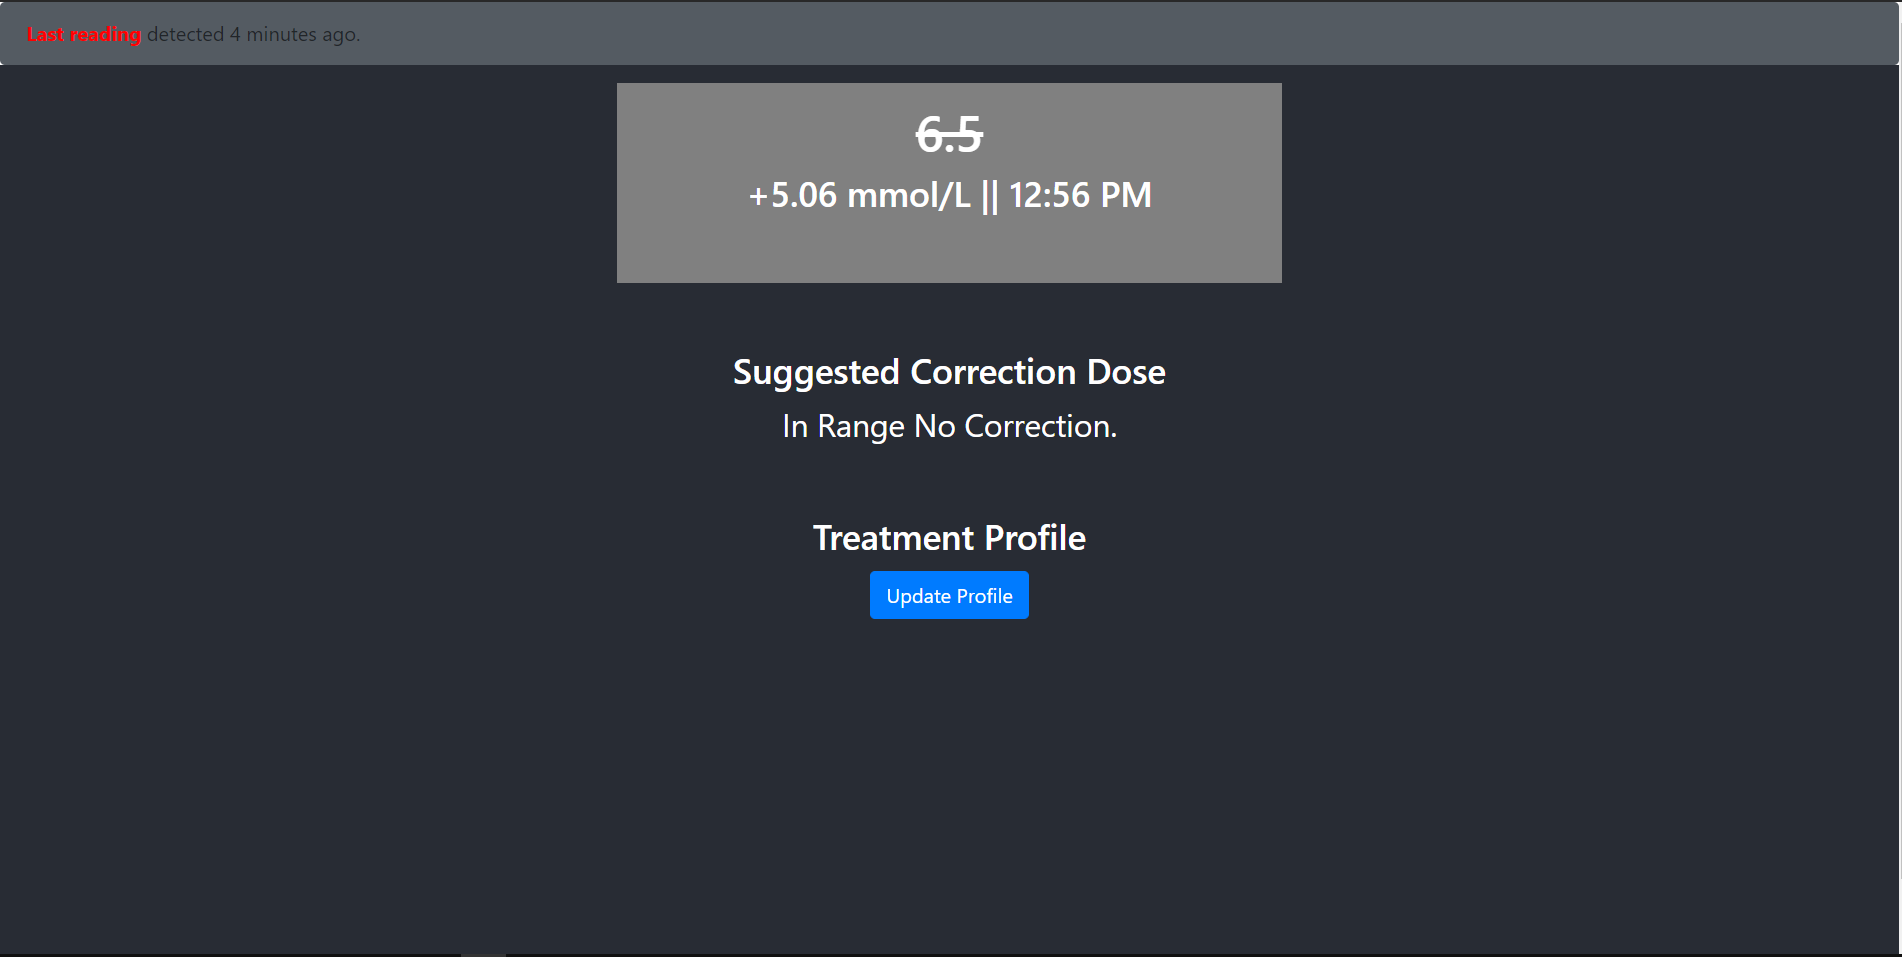 Last reading detected 4 minutes ago.
6.5
+5.06 mmol/L || 12:56 PM
Suggested Correction Dose
In Range No Correction.
Treatment Profile
Update Profile